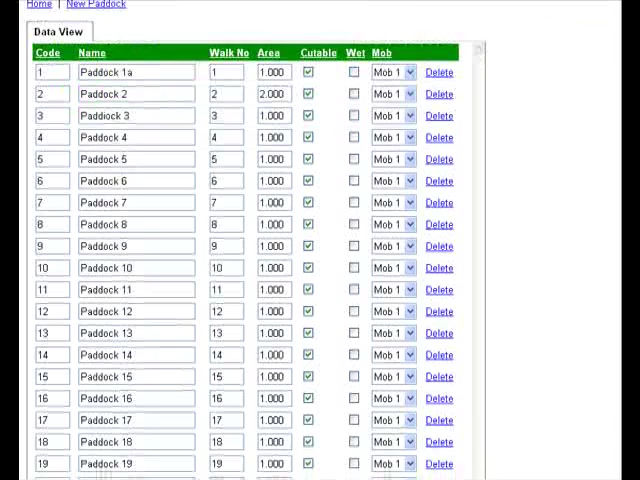 Home | New Paddock
Data View
Code Name Walk No Area Cutable Wet Mob
1 Paddock 1a 1 1.000 Mob 1 Delete
2 Paddock 2 2 2.000 Mob 1 Delete
3 Paddiock 3 3 1.000 Mob 1 Delete
4 Paddock 4 4 1.000 Mob 1 Delete
5 Paddock 5 5 1.000 Mob 1 Delete
6 Paddock 6 6 1.000 Mob 1 Delete
7 Paddock 7 7 1.000 Mob 1 Delete
8 Paddock 8 8 1.000 Mob 1 Delete
9 Paddock 9 9 1.000 Mob 1 Delete
10 Paddock 10 10 1.000 Mob 1 Delete
11 Paddock 11 11 1.000 Mob 1 Delete
12 Paddock 12 12 1.000 Mob 1 Delete
13 Paddock 13 13 1.000 Mob 1 Delete
14 Paddock 14 14 1.000 Mob 1 Delete
15 Paddock 15 15 1.000 Mob 1 Delete
16 Paddock 16 16 1.000 Mob 1 Delete
17 Paddock 17 17 1.000 Mob 1 Delete
18 Paddock 18 18 1.000 Mob 1 Delete
19 Paddock 19 19 1.000 Mob 1 Delete